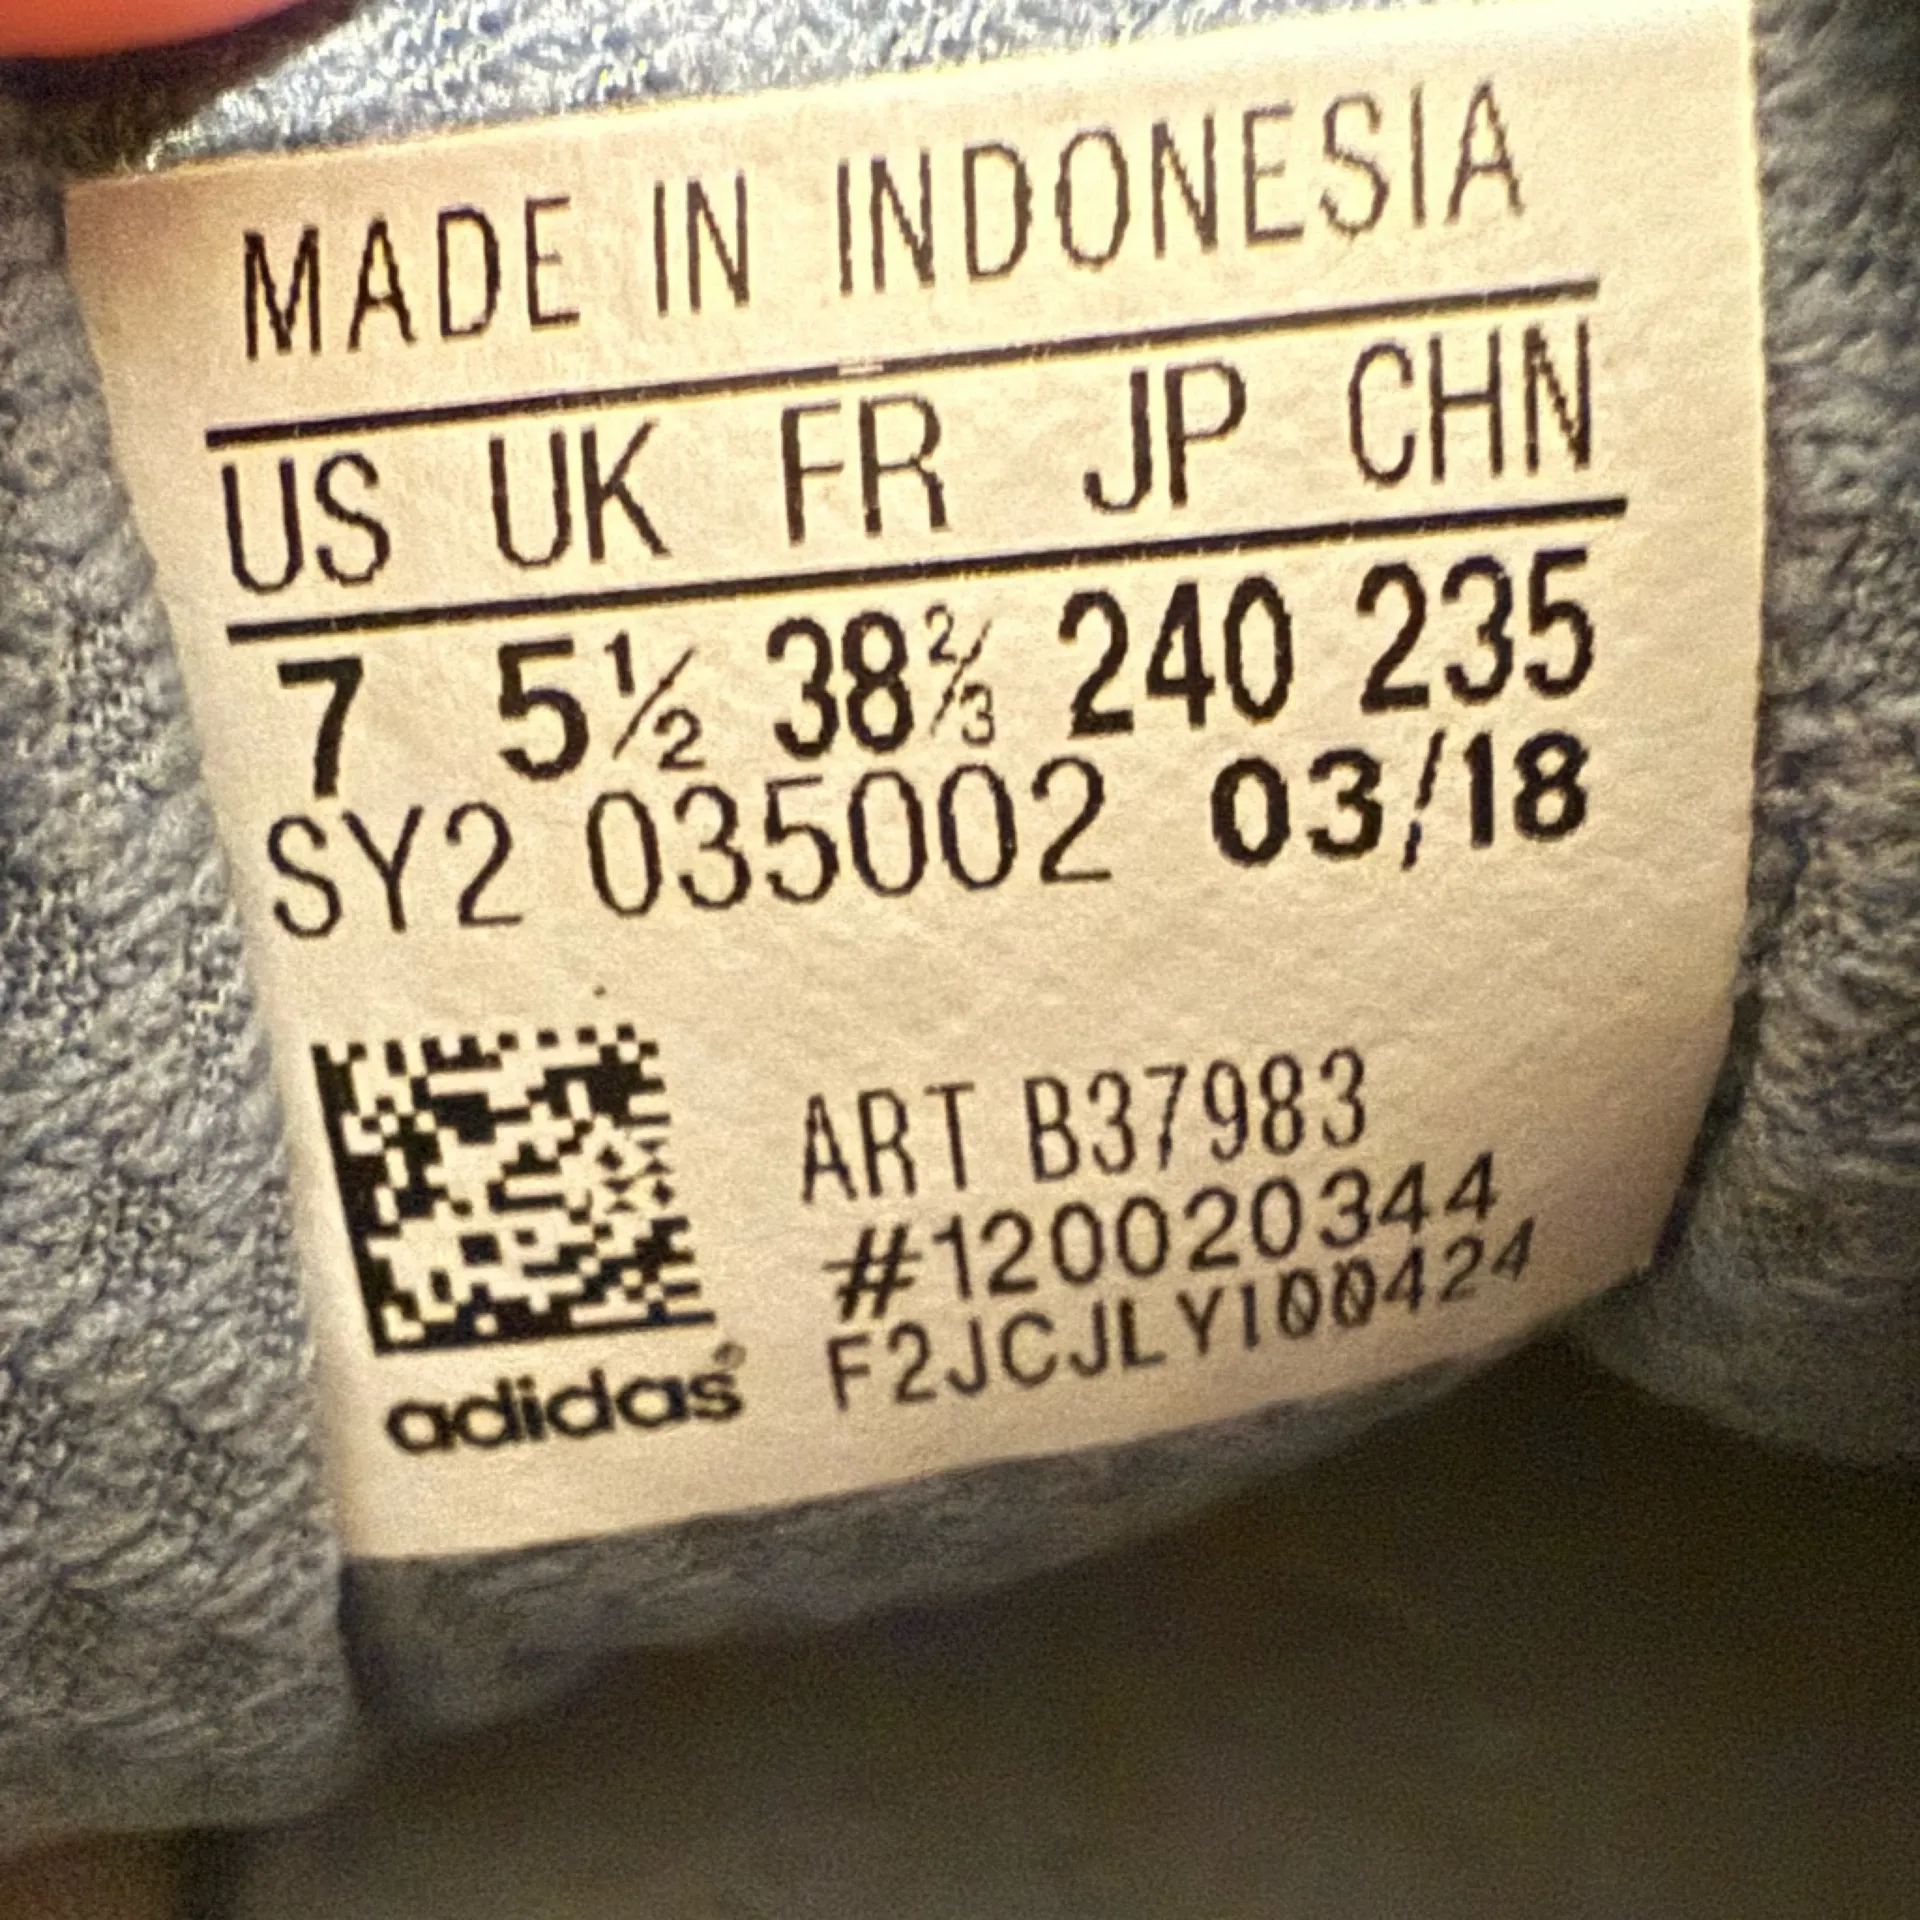 MADE IN INDONESIA
US UK FR JP CHN
7 5½ 38⅔ 240 235
SY2 035002 03/18
ART B37983
#120020344
F2JCJLY100424
adidas